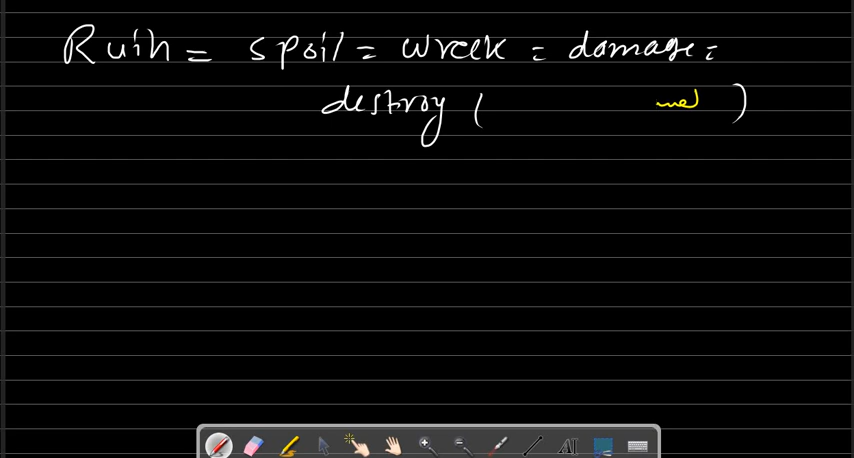 Ruin = spoil = wreck = damage =
destroy ( )